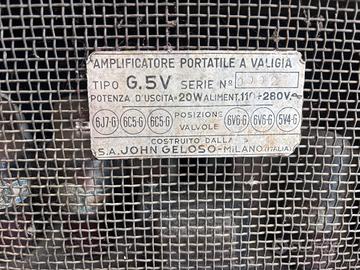 AMPLIFICATORE PORTATILE A VALIGIA
TIPO G.5V SERIE N°
POTENZA D'USCITA=20W ALIMENT. 110÷280V
6J7-G 6C5-G 6C5-G POSIZIONE VALVOLE 6V6-G 6V6-G 5V4-G
COSTRUITO DALLA
S.A. JOHN GELOSO-MILANO (ITALIA)